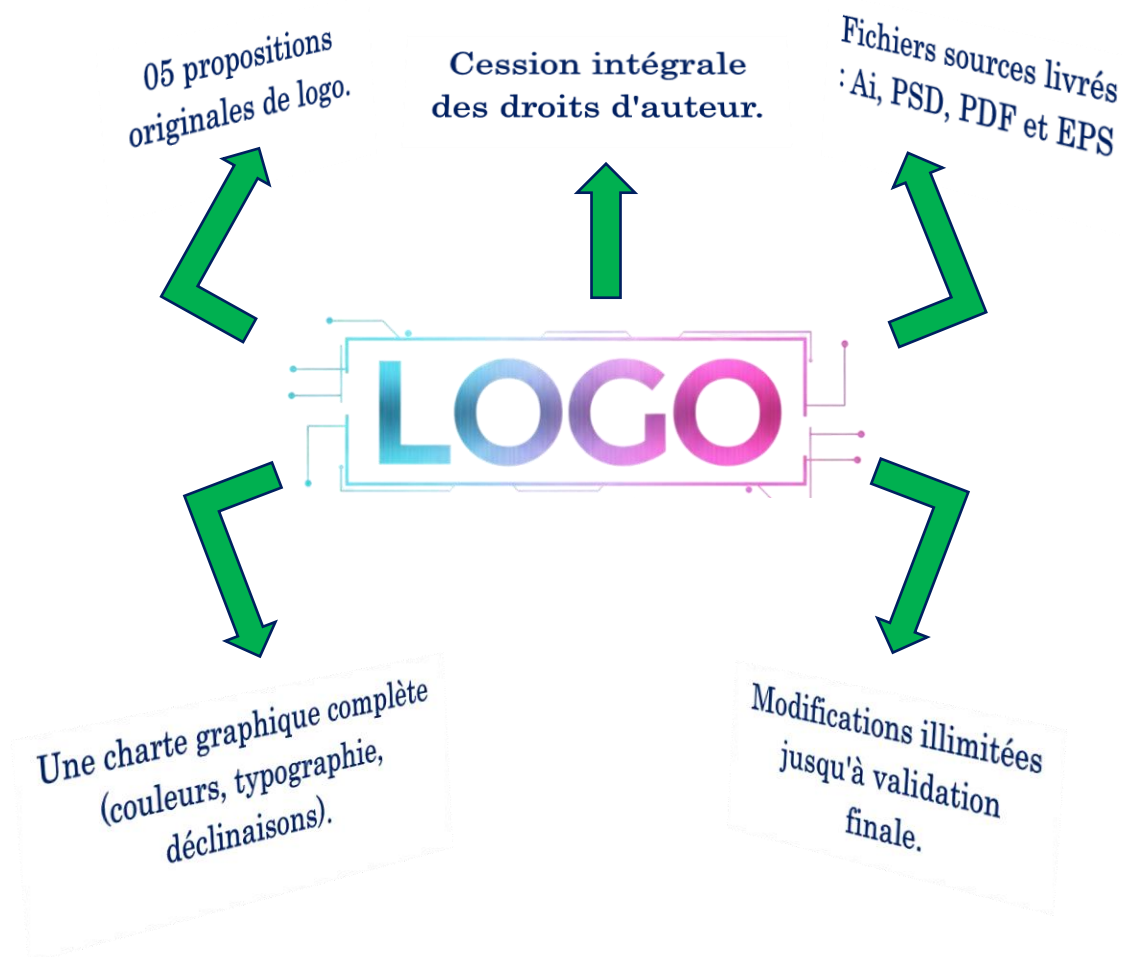 05 propositions
originales de logo.
Cession intégrale
des droits d'auteur.
Fichiers sources livrés
: Ai, PSD, PDF et EPS
LOGO
Une charte graphique complète
(couleurs, typographie,
déclinaisons).
Modifications illimitées
jusqu'à validation
finale.